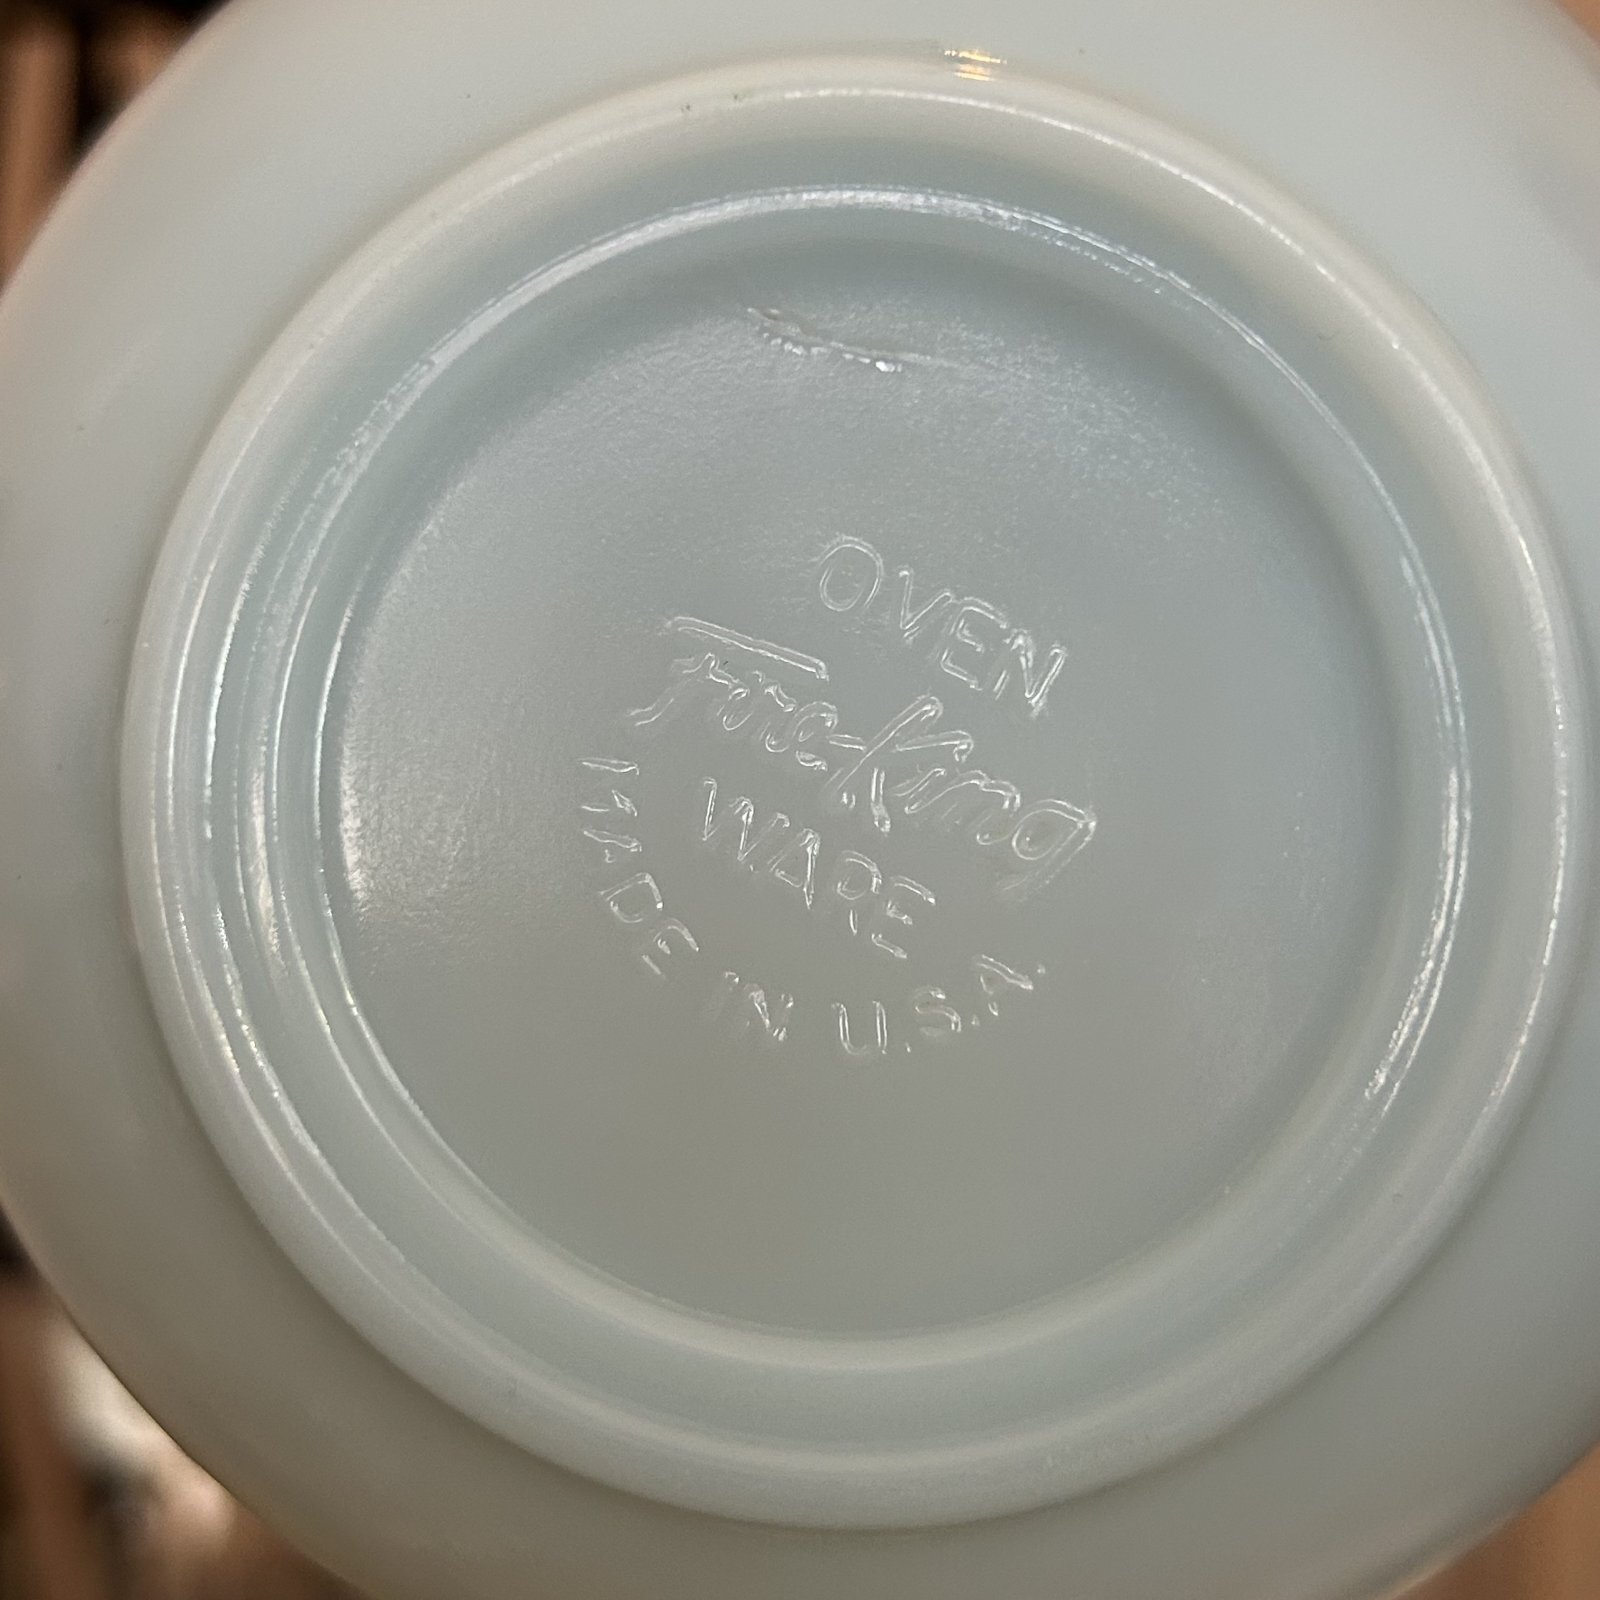 OVEN
Fire-King
WARE
MADE IN U.S.A.